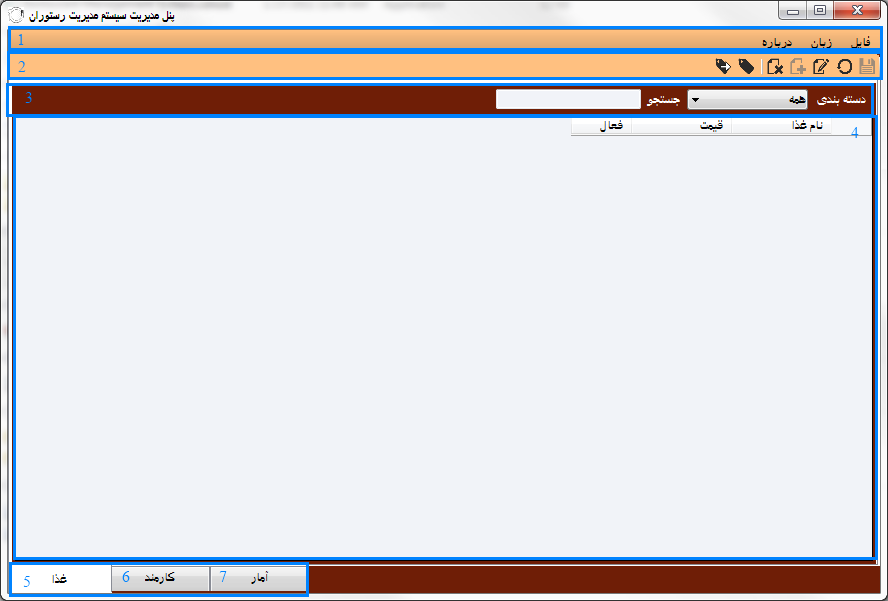 پنل مدیریت سیستم مدیریت رستوران
1 فایل زبان درباره
2
3 دسته بندی همه جستجو
نام غذا قیمت فعال 4
5 غذا 6 کارمند 7 آمار